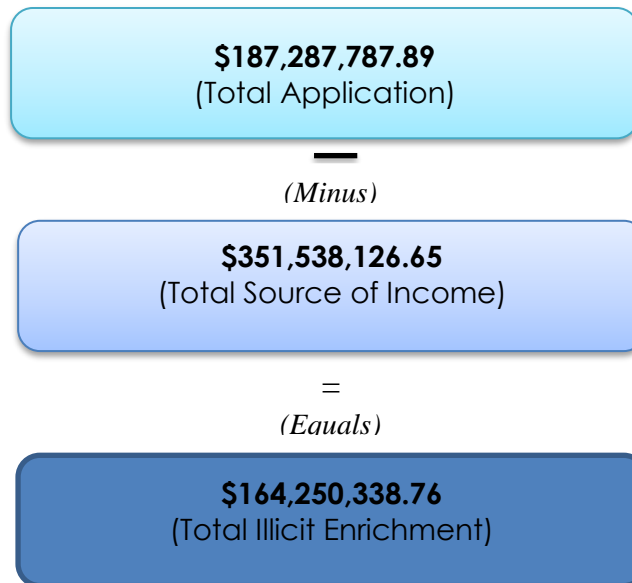 $187,287,787.89
(Total Application)
—
(Minus)
$351,538,126.65
(Total Source of Income)
=
(Equals)
$164,250,338.76
(Total Illicit Enrichment)